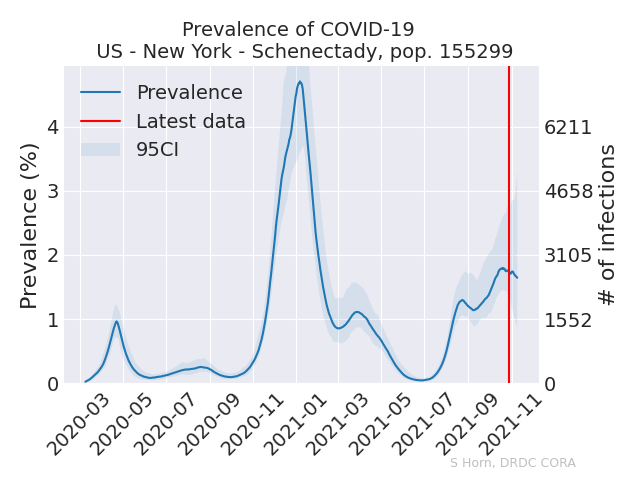 Prevalence of COVID-19
US - New York - Schenectady, pop. 155299
Prevalence
Latest data
95CI
Prevalence (%)
4
3
2
1
0
6211
4658
3105
1552
0
# of infections
2020-03
2020-05
2020-07
2020-09
2020-11
2021-01
2021-03
2021-05
2021-07
2021-09
2021-11
S Horn, DRDC CORA